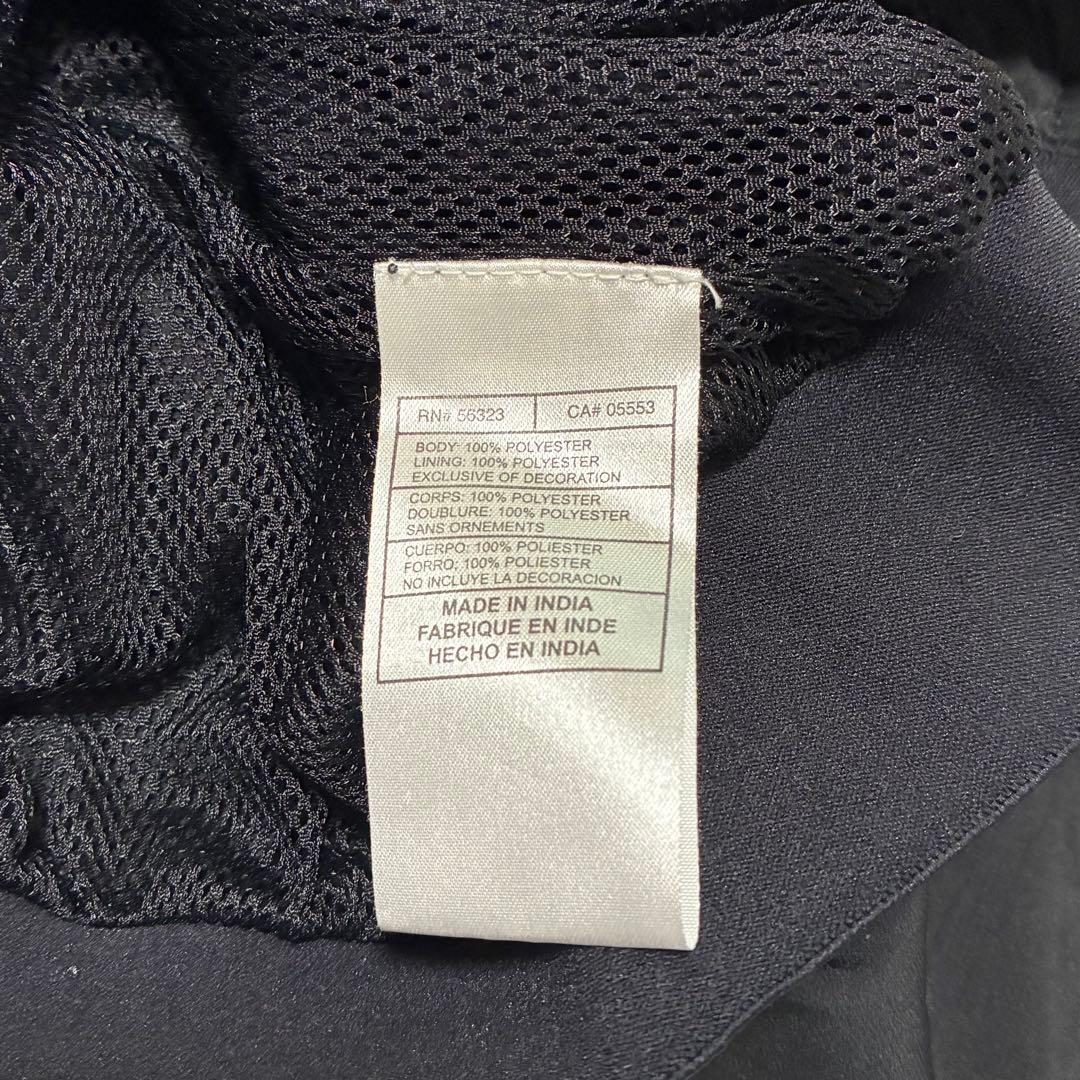 RN# 56323 CA# 05553
BODY: 100% POLYESTER
LINING: 100% POLYESTER
EXCLUSIVE OF DECORATION
CORPS: 100% POLYESTER
DOUBLURE: 100% POLYESTER
SANS ORNEMENTS
CUERPO: 100% POLIESTER
FORRO: 100% POLIESTER
NO INCLUYE LA DECORACION
MADE IN INDIA
FABRIQUE EN INDE
HECHO EN INDIA